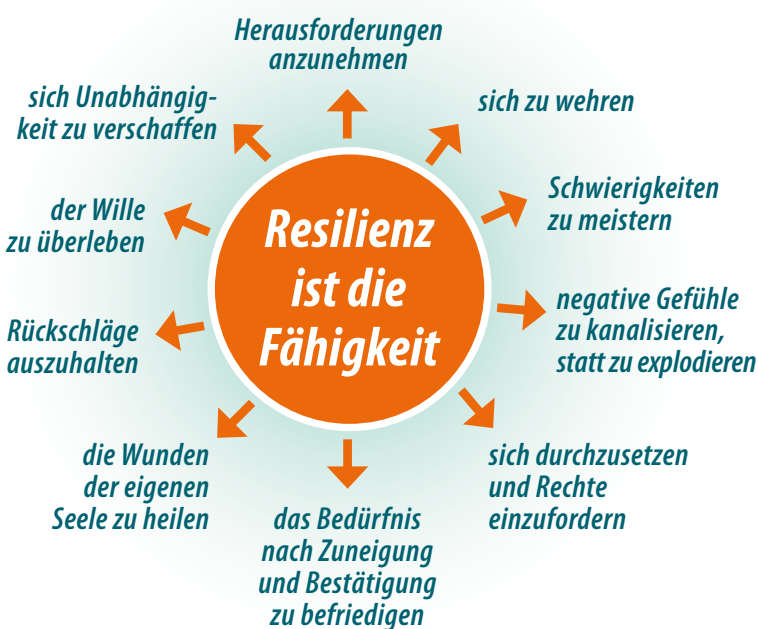 Resilienz
ist die
Fähigkeit
Herausforderungen
anzunehmen
sich zu wehren
Schwierigkeiten
zu meistern
negative Gefühle
zu kanalisieren,
statt zu explodieren
sich durchzusetzen
und Rechte
einzufordern
das Bedürfnis
nach Zuneigung
und Bestätigung
zu befriedigen
die Wunden
der eigenen
Seele zu heilen
Rückschläge
auszuhalten
der Wille
zu überleben
sich Unabhängig-
keit zu verschaffen